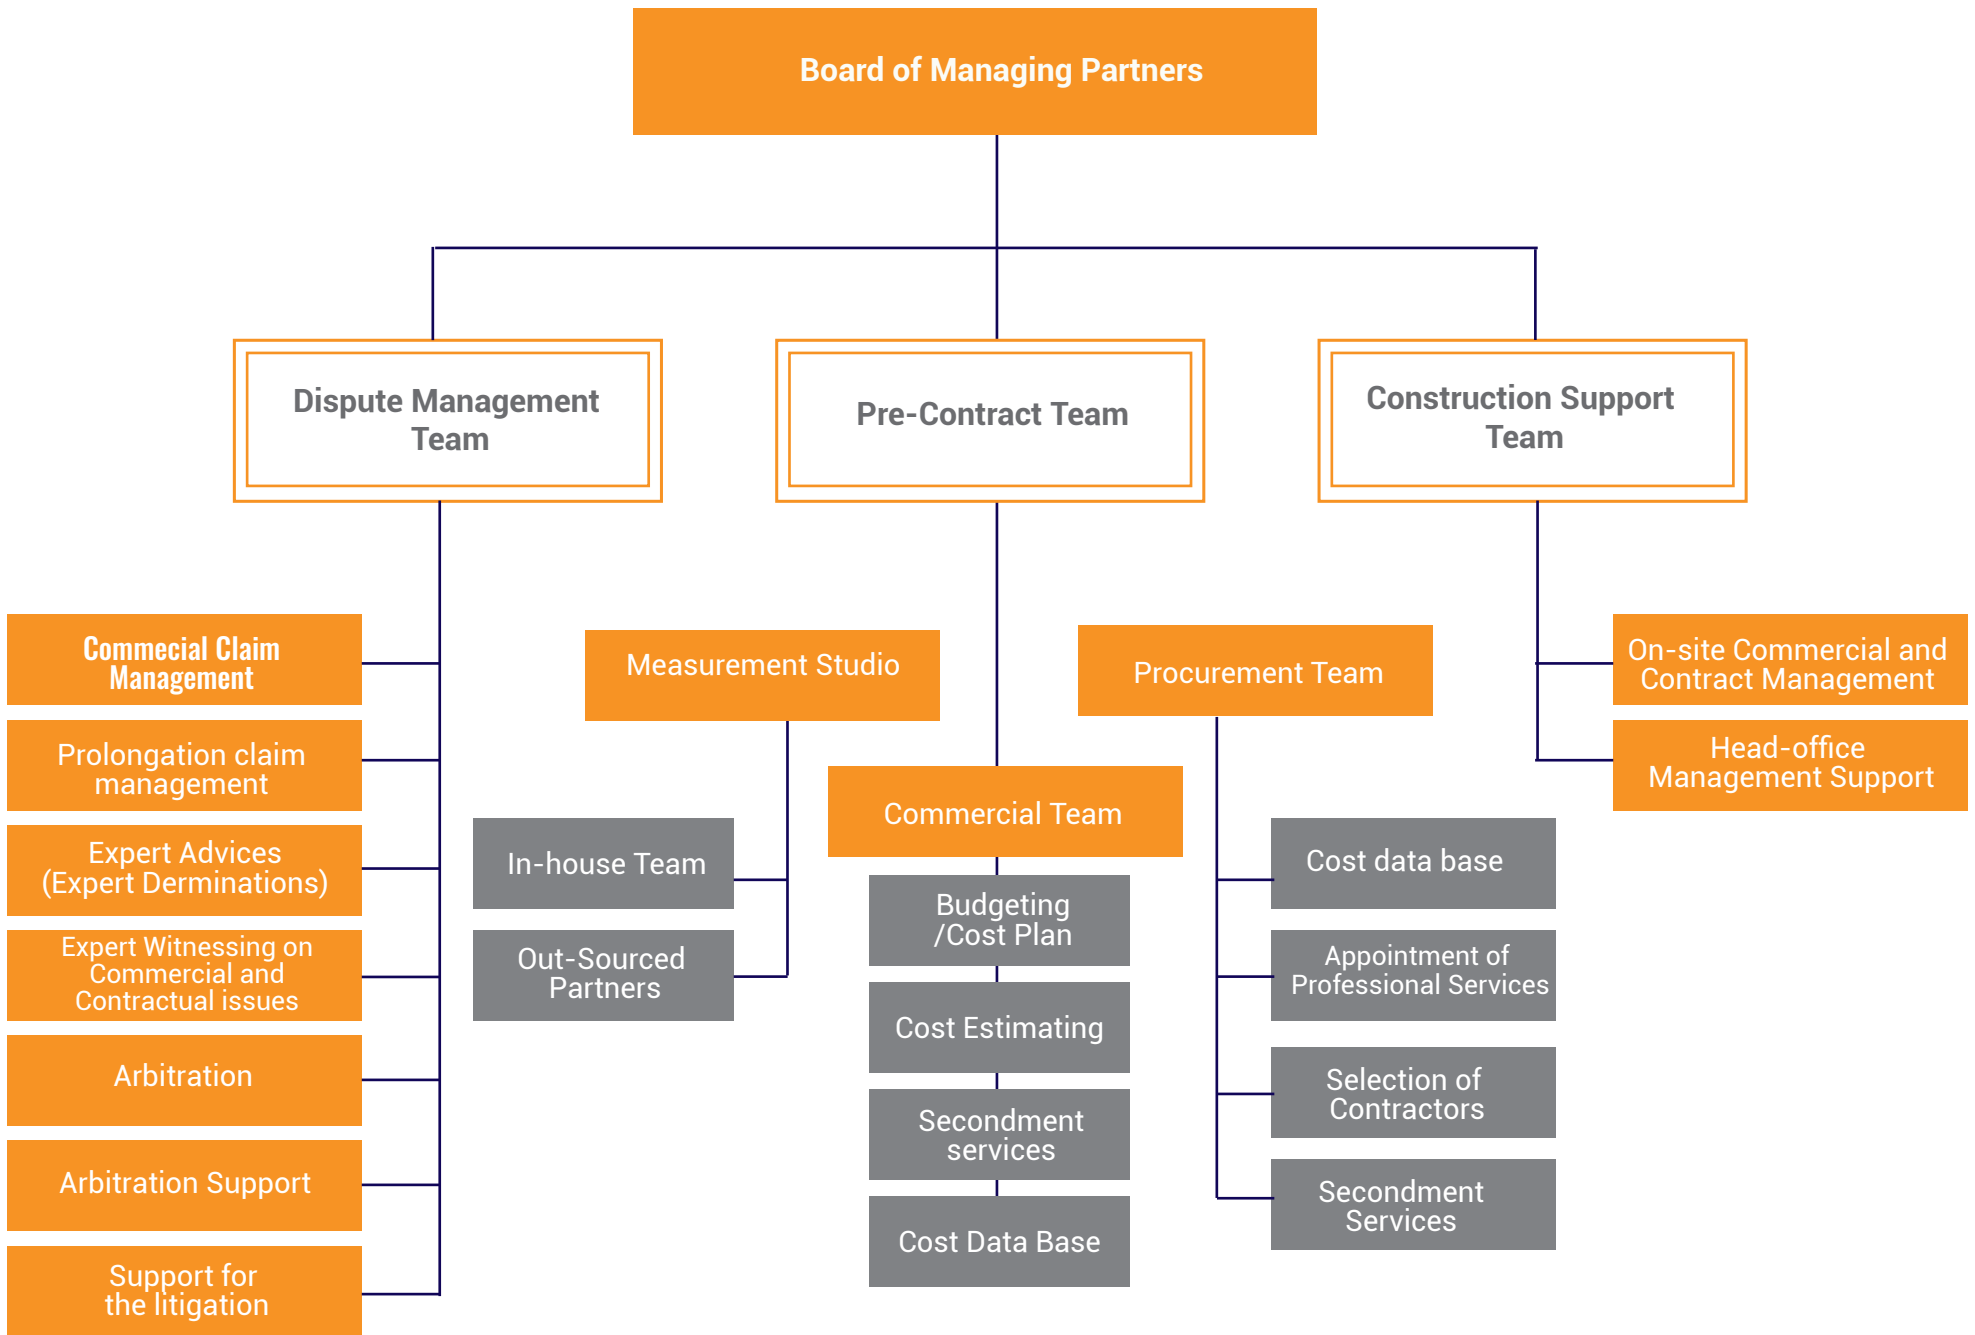 Board of Managing Partners
Dispute Management
Team
Pre-Contract Team
Construction Support
Team
Commecial Claim
Management
Prolongation claim
management
Expert Advices
(Expert Derminations)
Expert Witnessing on
Commercial and
Contractual issues
Arbitration
Arbitration Support
Support for
the litigation
Measurement Studio
In-house Team
Out-Sourced
Partners
Commercial Team
Budgeting
/Cost Plan
Cost Estimating
Secondment
services
Cost Data Base
Procurement Team
Cost data base
Appointment of
Professional Services
Selection of
Contractors
Secondment
Services
On-site Commercial and
Contract Management
Head-office
Management Support